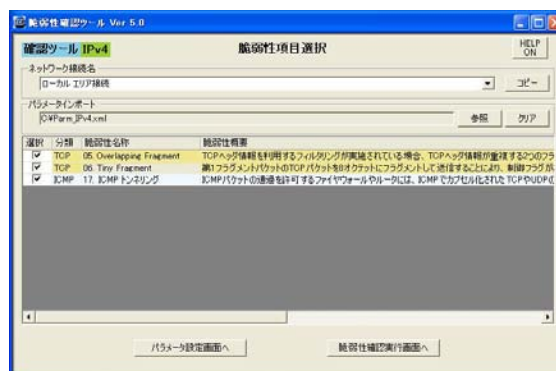 脆弱性確認ツール Ver 5.0
確認ツール IPv4
脆弱性項目選択
HELP ON
ネットワーク接続名
ローカル エリア接続
コピー
パラメータインポート
C:¥Parm_IPv4.xml
参照
クリア
選択 分類 脆弱性名称 脆弱性概要
TCP 05. Overlapping Fragment TCPヘッダ情報を利用するフィルタリングが実施されている場合、TCPヘッダ情報が重複する2つのフラ
TCP 06. Tiny Fragment 第1フラグメントパケットのTCPパケットを8オクテットにフラグメントして送信することにより、制御フラグが
ICMP 17. ICMP トンネリング ICMPパケットの通過を許可するファイヤウォールやルータには、ICMP でカプセル化された TCPやUDPの
パラメータ設定画面へ
脆弱性確認実行画面へ